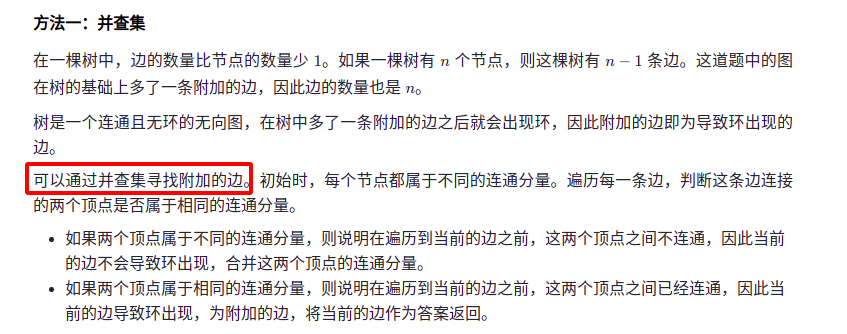 方法一：并查集
在一棵树中，边的数量比节点的数量少 1。如果一棵树有 n 个节点，则这棵树有 n − 1 条边。这道题中的图
在树的基础上多了一条附加的边，因此边的数量也是 n。
树是一个连通且无环的无向图，在树中多了一条附加的边之后就会出现环，因此附加的边即为导致环出现的
边。
可以通过并查集寻找附加的边。初始时，每个节点都属于不同的连通分量。遍历每一条边，判断这条边连接
的两个顶点是否属于相同的连通分量。
• 如果两个顶点属于不同的连通分量，则说明在遍历到当前的边之前，这两个顶点之间不连通，因此当前
的边不会导致环出现，合并这两个顶点的连通分量。
• 如果两个顶点属于相同的连通分量，则说明在遍历到当前的边之前，这两个顶点之间已经连通，因此当
前的边导致环出现，为附加的边，将当前的边作为答案返回。